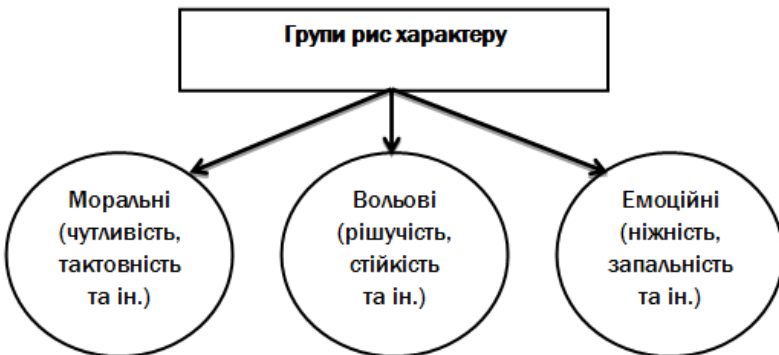 Групи рис характеру
Моральні
(чутливість,
тактовність
та ін.)
Вольові
(рішучість,
стійкість
та ін.)
Емоційні
(ніжність,
запальність
та ін.)